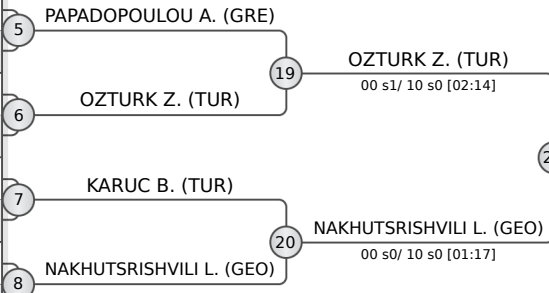 PAPADOPOULOU A. (GRE)
5
19
OZTURK Z. (TUR)
00 s1/ 10 s0 [02:14]
OZTURK Z. (TUR)
6
KARUC B. (TUR)
7
20
NAKHUTSRISHVILI L. (GEO)
00 s0/ 10 s0 [01:17]
NAKHUTSRISHVILI L. (GEO)
8